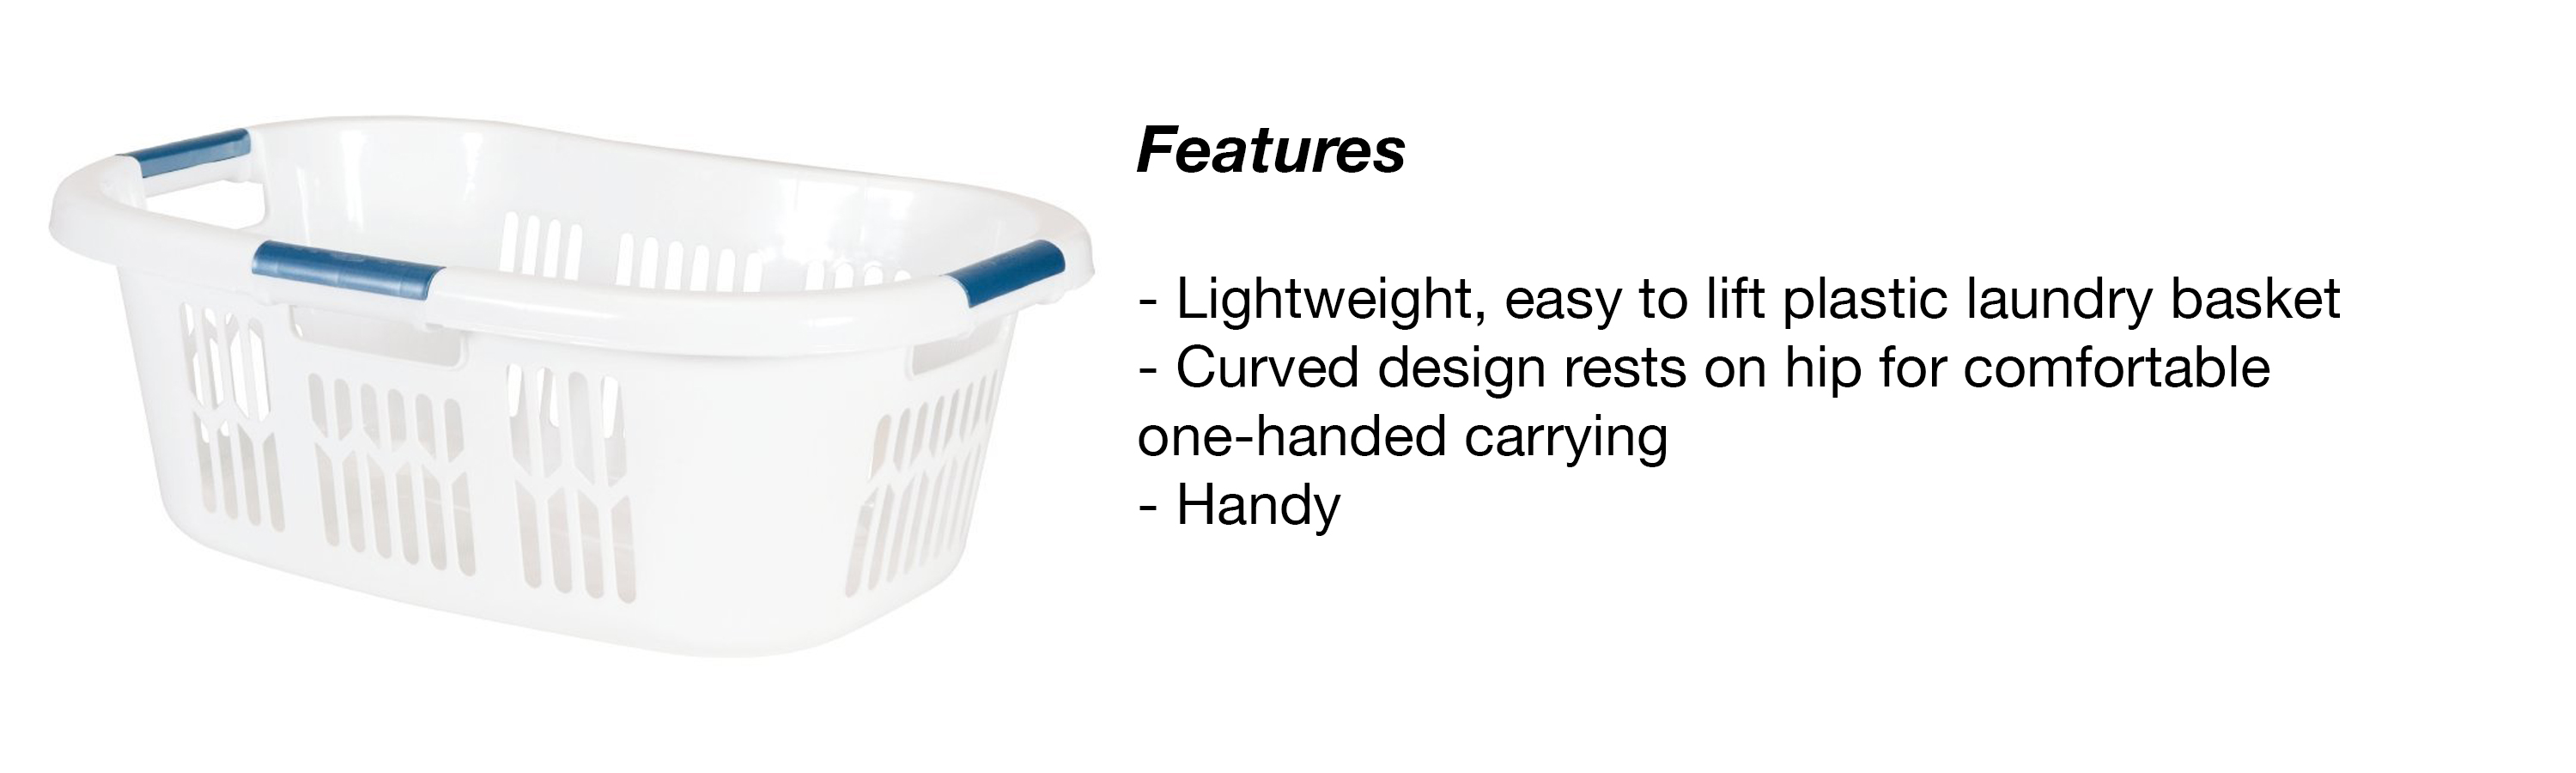 Features
- Lightweight, easy to lift plastic laundry basket
- Curved design rests on hip for comfortable
one-handed carrying
- Handy